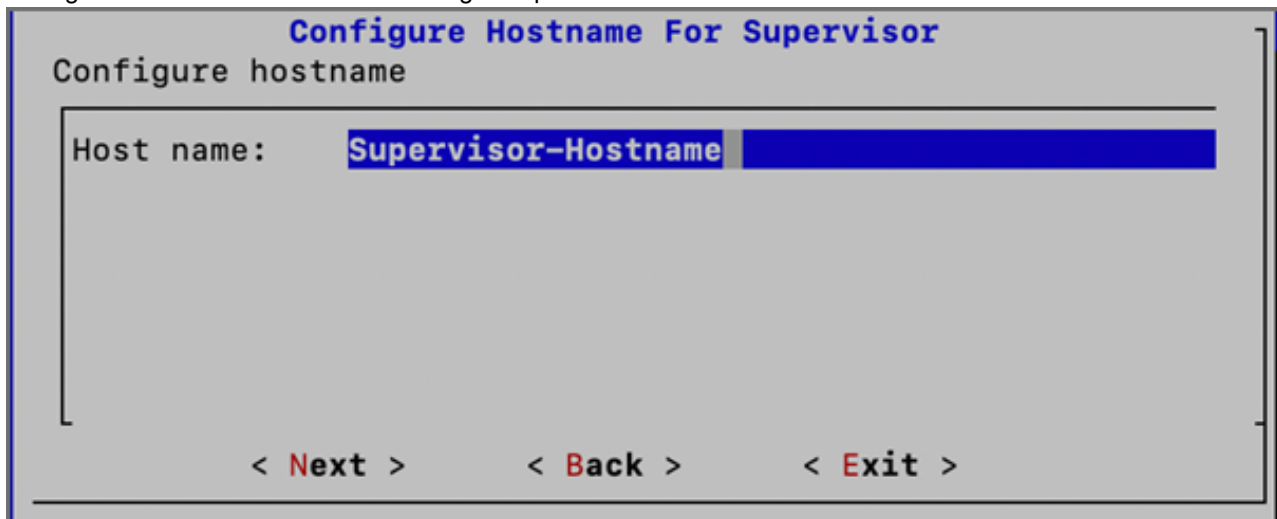 Configure Hostname For Supervisor
Configure hostname
Host name: Supervisor-Hostname
< Next > < Back > < Exit >